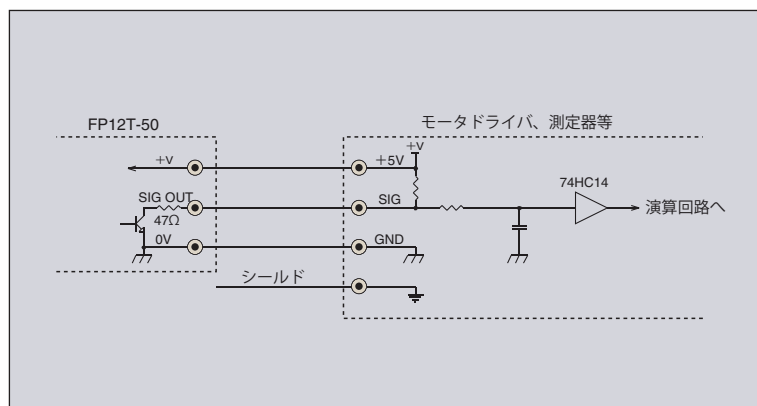 FP12T-50
モータドライバ、測定器等
+V
+V
+5V
74HC14
SIG OUT
SIG
演算回路へ
47Ω
0V
GND
シールド